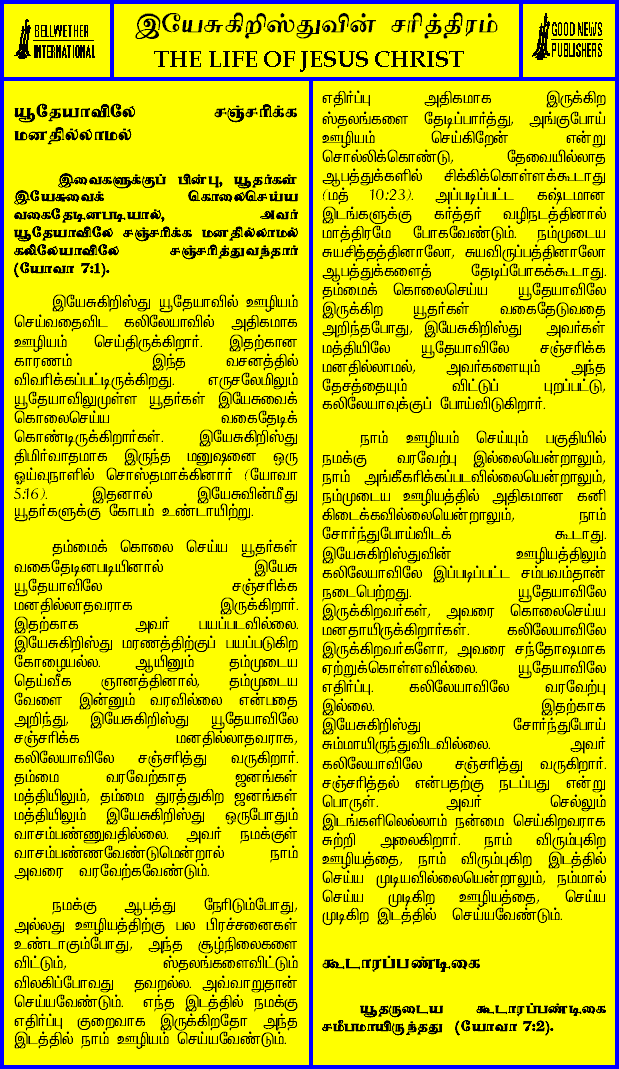 BELLWETHER
INTERNATIONAL
இயேசுகிறிஸ்துவின் சரித்திரம்
THE LIFE OF JESUS CHRIST
GOOD NEWS
PUBLISHERS
யூதேயாவிலே சஞ்சரிக்க
மனதில்லாமல்
இவைகளுக்குப் பின்பு, யூதர்கள்
இயேசுவைக் கொலைசெய்ய
வகைதேடினபடியால், அவர்
யூதேயாவிலே சஞ்சரிக்க மனதில்லாமல்
கலிலேயாவிலே சஞ்சரித்துவந்தார்
(யோவா 7:1).
இயேசுகிறிஸ்து யூதேயாவில் ஊழியம்
செய்வதைவிட கலிலேயாவில் அதிகமாக
ஊழியம் செய்திருக்கிறார். இதற்கான
காரணம் இந்த வசனத்தில்
விவரிக்கப்பட்டிருக்கிறது. எருசலேமிலும்
யூதேயாவிலுமுள்ள யூதர்கள் இயேசுவைக்
கொலைசெய்ய வகைதேடிக்
கொண்டிருக்கிறார்கள். இயேசுகிறிஸ்து
திமிர்வாதமாக இருந்த மனுஷனை ஒரு
ஓய்வுநாளில் சொஸ்தமாக்கினார் (யோவா
5:16). இதனால் இயேசுவின்மீது
யூதர்களுக்கு கோபம் உண்டாயிற்று.
தம்மைக் கொலை செய்ய யூதர்கள்
வகைதேடினபடியினால் இயேசு
யூதேயாவிலே சஞ்சரிக்க
மனதில்லாதவராக இருக்கிறார்.
இதற்காக அவர் பயப்படவில்லை.
இயேசுகிறிஸ்து மரணத்திற்குப் பயப்படுகிற
கோழையல்ல. ஆயினும் தம்முடைய
தெய்வீக ஞானத்தினால், தம்முடைய
வேளை இன்னும் வரவில்லை என்பதை
அறிந்து, இயேசுகிறிஸ்து யூதேயாவிலே
சஞ்சரிக்க மனதில்லாதவராக,
கலிலேயாவிலே சஞ்சரித்து வருகிறார்.
தம்மை வரவேற்காத ஜனங்கள்
மத்தியிலும், தம்மை துரத்துகிற ஜனங்கள்
மத்தியிலும் இயேசுகிறிஸ்து ஒருபோதும்
வாசம்பண்ணுவதில்லை. அவர் நமக்குள்
வாசம்பண்ணவேண்டுமென்றால் நாம்
அவரை வரவேற்கவேண்டும்.
நமக்கு ஆபத்து நேரிடும்போது,
அல்லது ஊழியத்திற்கு பல பிரச்சனைகள்
உண்டாகும்போது, அந்த சூழ்நிலைகளை
விட்டும், ஸ்தலங்களைவிட்டும்
விலகிப்போவது தவறல்ல. அவ்வாறுதான்
செய்யவேண்டும். எந்த இடத்தில் நமக்கு
எதிர்ப்பு குறைவாக இருக்கிறதோ அந்த
இடத்தில் நாம் ஊழியம் செய்யவேண்டும்.
எதிர்ப்பு அதிகமாக இருக்கிற
ஸ்தலங்களை தேடிப்பார்த்து, அங்குபோய்
ஊழியம் செய்கிறேன் என்று
சொல்லிக்கொண்டு, தேவையில்லாத
ஆபத்துக்களில் சிக்கிக்கொள்ளக்கூடாது
(மத் 10:23). அப்படிப்பட்ட கஷ்டமான
இடங்களுக்கு கர்த்தர் வழிநடத்தினால்
மாத்திரமே போகவேண்டும். நம்முடைய
சுயசித்தத்தினாலோ, சுயவிருப்பத்தினாலோ
ஆபத்துக்களைத் தேடிப்போகக்கூடாது.
தம்மைக் கொலைசெய்ய யூதேயாவிலே
இருக்கிற யூதர்கள் வகைதேடுவதை
அறிந்தபோது, இயேசுகிறிஸ்து அவர்கள்
மத்தியிலே யூதேயாவிலே சஞ்சரிக்க
மனதில்லாமல், அவர்களையும் அந்த
தேசத்தையும் விட்டுப் புறப்பட்டு,
கலிலேயாவுக்குப் போய்விடுகிறார்.
நாம் ஊழியம் செய்யும் பகுதியில்
நமக்கு வரவேற்பு இல்லையென்றாலும்,
நாம் அங்கீகரிக்கப்படவில்லையென்றாலும்,
நம்முடைய ஊழியத்தில் அதிகமான கனி
கிடைக்கவில்லையென்றாலும், நாம்
சோர்ந்துபோய்விடக் கூடாது.
இயேசுகிறிஸ்துவின் ஊழியத்திலும்
கலிலேயாவிலே இப்படிப்பட்ட சம்பவம்தான்
நடைபெற்றது. யூதேயாவிலே
இருக்கிறவர்கள், அவரை கொலைசெய்ய
மனதாயிருக்கிறார்கள். கலிலேயாவிலே
இருக்கிறவர்களோ, அவரை சந்தோஷமாக
ஏற்றுக்கொள்ளவில்லை. யூதேயாவிலே
எதிர்ப்பு. கலிலேயாவிலே வரவேற்பு
இல்லை. இதற்காக
இயேசுகிறிஸ்து சோர்ந்துபோய்
சும்மாயிருந்துவிடவில்லை. அவர்
கலிலேயாவிலே சஞ்சரித்து வருகிறார்.
சஞ்சரித்தல் என்பதற்கு நடப்பது என்று
பொருள். அவர் செல்லும்
இடங்களிலெல்லாம் நன்மை செய்கிறவராக
சுற்றி அலைகிறார். நாம் விரும்புகிற
ஊழியத்தை, நாம் விரும்புகிற இடத்தில்
செய்ய முடியவில்லையென்றாலும், நம்மால்
செய்ய முடிகிற ஊழியத்தை, செய்ய
முடிகிற இடத்தில் செய்யவேண்டும்.
கூடாரப்பண்டிகை
யூதருடைய கூடாரப்பண்டிகை
சமீபமாயிருந்தது (யோவா 7:2).